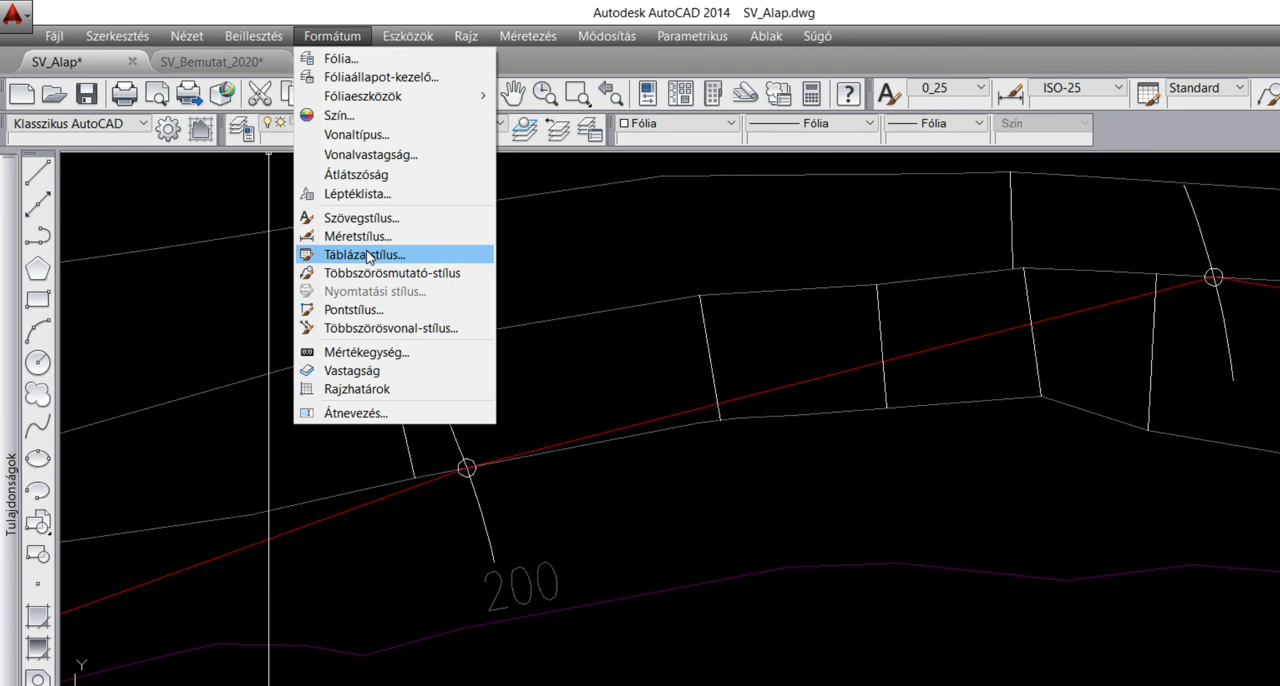 Autodesk AutoCAD 2014 SV_Alap.dwg
Fájl Szerkesztés Nézet Beillesztés Formátum Eszközök Rajz Méretezés Módosítás Parametrikus Ablak Súgó
SV_Alap* SV_Bemutat_2020*
0_25 ISO-25 Standard
Klasszikus AutoCAD Fólia Fólia Fólia Szín
Fólia...
Fóliaállapot-kezelő...
Fóliaeszközök
Szín...
Vonaltípus...
Vonalvastagság...
Átlátszóság
Léptéklista...
Szövegstílus...
Méretstílus...
Táblázatstílus...
Többszörösmutató-stílus
Nyomtatási stílus...
Pontstílus...
Többszörösvonal-stílus...
Mértékegység...
Vastagság
Rajzhatárok
Átnevezés...
Tulajdonságok
200
Y